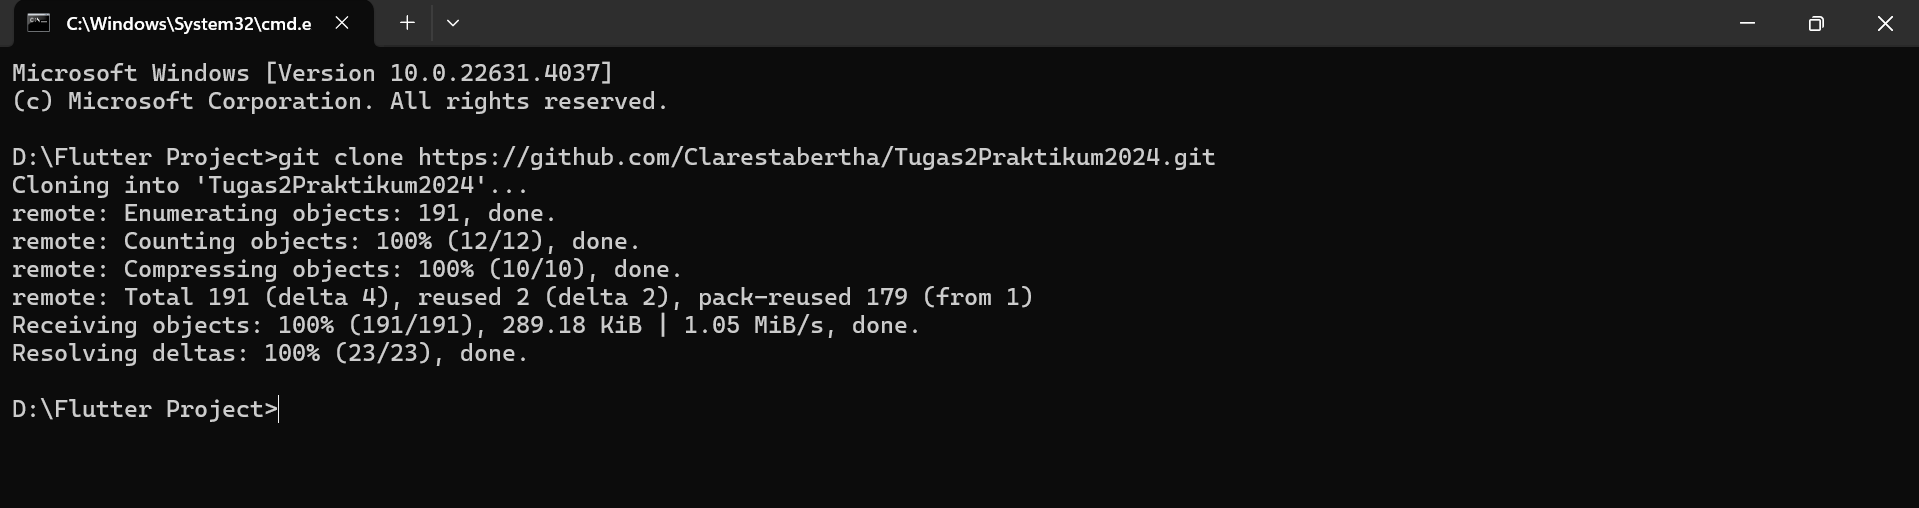 C:\Windows\System32\cmd.e
Microsoft Windows [Version 10.0.22631.4037]
(c) Microsoft Corporation. All rights reserved.
D:\Flutter Project>git clone https://github.com/Clarestabertha/Tugas2Praktikum2024.git
Cloning into 'Tugas2Praktikum2024'...
remote: Enumerating objects: 191, done.
remote: Counting objects: 100% (12/12), done.
remote: Compressing objects: 100% (10/10), done.
remote: Total 191 (delta 4), reused 2 (delta 2), pack-reused 179 (from 1)
Receiving objects: 100% (191/191), 289.18 KiB | 1.05 MiB/s, done.
Resolving deltas: 100% (23/23), done.
D:\Flutter Project>